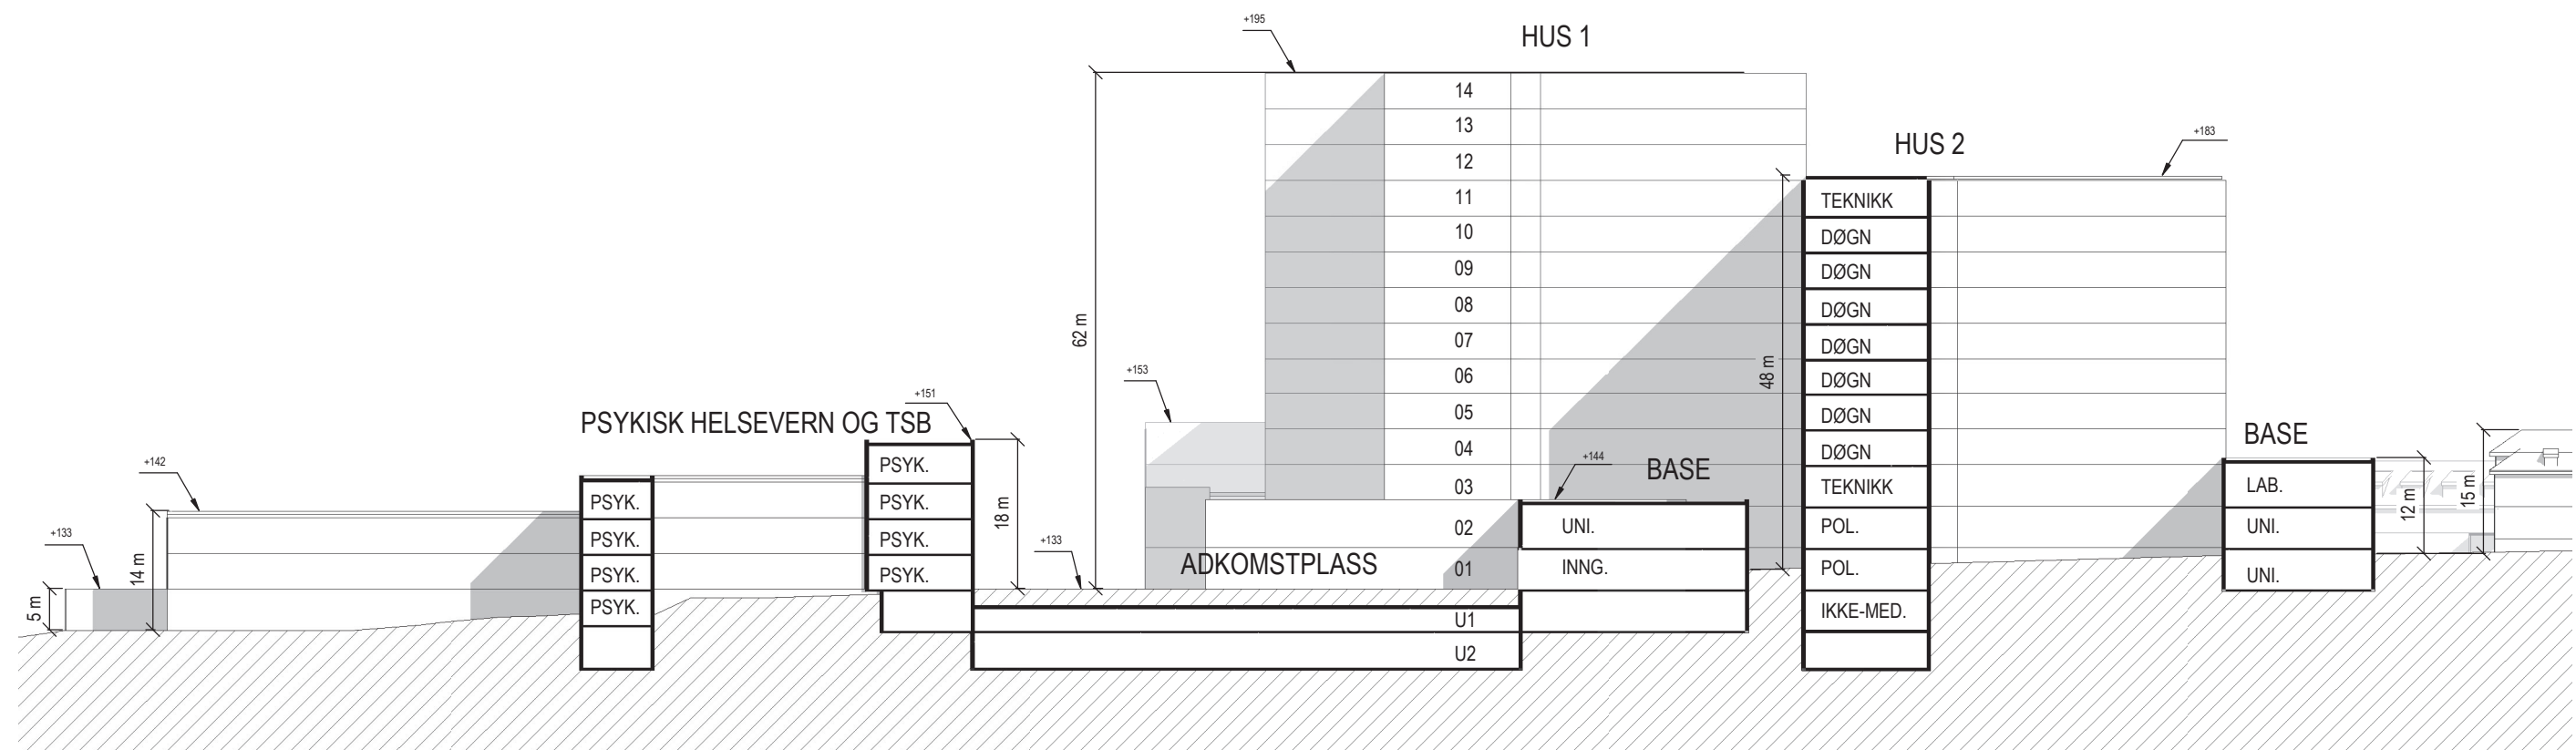 +195
HUS 1
14
13
12
11
10
09
08
07
06
05
04
03
02
01
U1
U2
62 m
HUS 2
+183
48 m
TEKNIKK
DØGN
DØGN
DØGN
DØGN
DØGN
DØGN
DØGN
TEKNIKK
POL.
POL.
IKKE-MED.
+153
+151
PSYKISK HELSEVERN OG TSB
+142
+133
5 m
14 m
PSYK.
PSYK.
PSYK.
PSYK.
PSYK.
PSYK.
PSYK.
PSYK.
18 m
+133
ADKOMSTPLASS
+144
BASE
UNI.
INNG.
BASE
LAB.
UNI.
UNI.
12 m
15 m